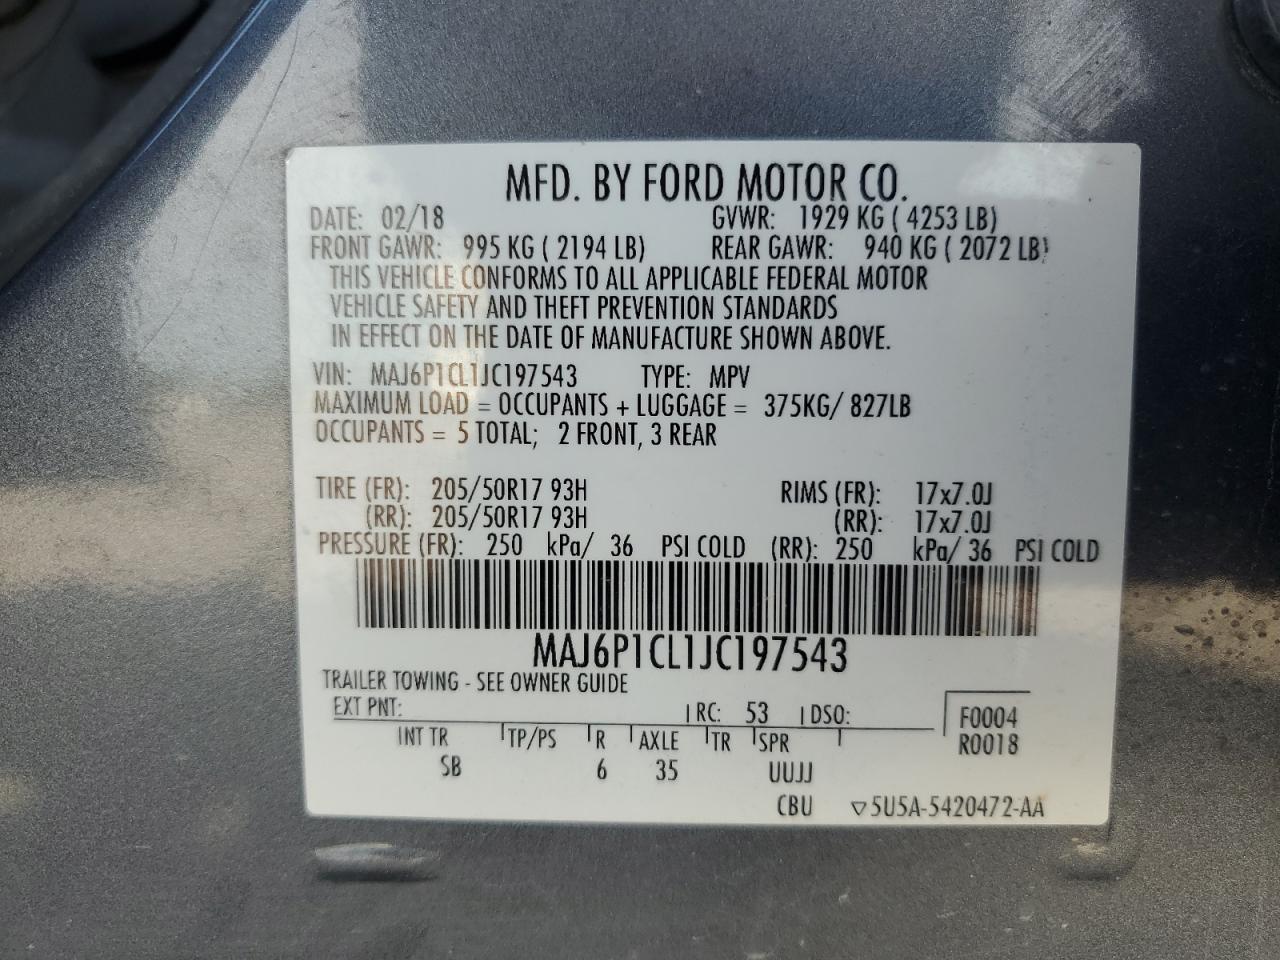 MFD. BY FORD MOTOR CO.
DATE: 02/18 GVWR: 1929 KG ( 4253 LB)
FRONT GAWR: 995 KG ( 2194 LB) REAR GAWR: 940 KG ( 2072 LB)
THIS VEHICLE CONFORMS TO ALL APPLICABLE FEDERAL MOTOR
VEHICLE SAFETY AND THEFT PREVENTION STANDARDS
IN EFFECT ON THE DATE OF MANUFACTURE SHOWN ABOVE.
VIN: MAJ6P1CL1JC197543 TYPE: MPV
MAXIMUM LOAD = OCCUPANTS + LUGGAGE = 375KG/ 827LB
OCCUPANTS = 5 TOTAL; 2 FRONT, 3 REAR
TIRE (FR): 205/50R17 93H RIMS (FR): 17x7.0J
(RR): 205/50R17 93H (RR): 17x7.0J
PRESSURE (FR): 250 kPa/ 36 PSI COLD (RR): 250 kPa/ 36 PSI COLD
MAJ6P1CL1JC197543
TRAILER TOWING - SEE OWNER GUIDE
EXT PNT: RC: 53 DSO: F0004
INT TR TP/PS R AXLE TR SPR R0018
SB 6 35 UUJJ
CBU ▽5U5A-5420472-AA